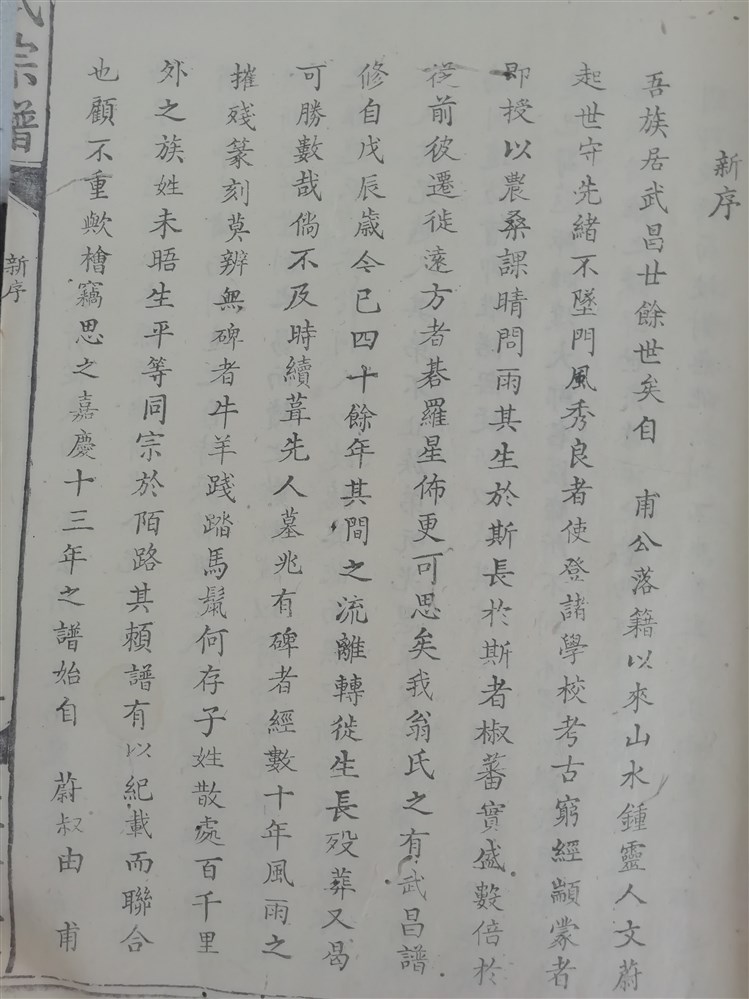 新序
吾族居武昌廿餘世矣自　甫公落籍以來山水鍾靈人文蔚
起世守先緒不墜門風秀良者使登諸學校考古窮經顓蒙者
即授以農桑課晴問雨其生於斯長於斯者椒蕃實盛數倍於
從前彼遷徙遠方者碁羅星佈更可思矣我翁氏之有武昌譜
修自戊辰歲今已四十餘年其間之流離轉徙生長殁葬又曷
可勝數哉倘不及時續葺先人墓兆有碑者經數十年風雨之
摧殘篆刻莫辨無碑者牛羊踐踏馬鬣何存子姓散處百千里
外之族姓未晤生平等同宗於陌路其賴譜有以紀載而聯合
也顧不重歟檜竊思之嘉慶十三年之譜始自　蔚叔由　甫
氏宗譜
新序